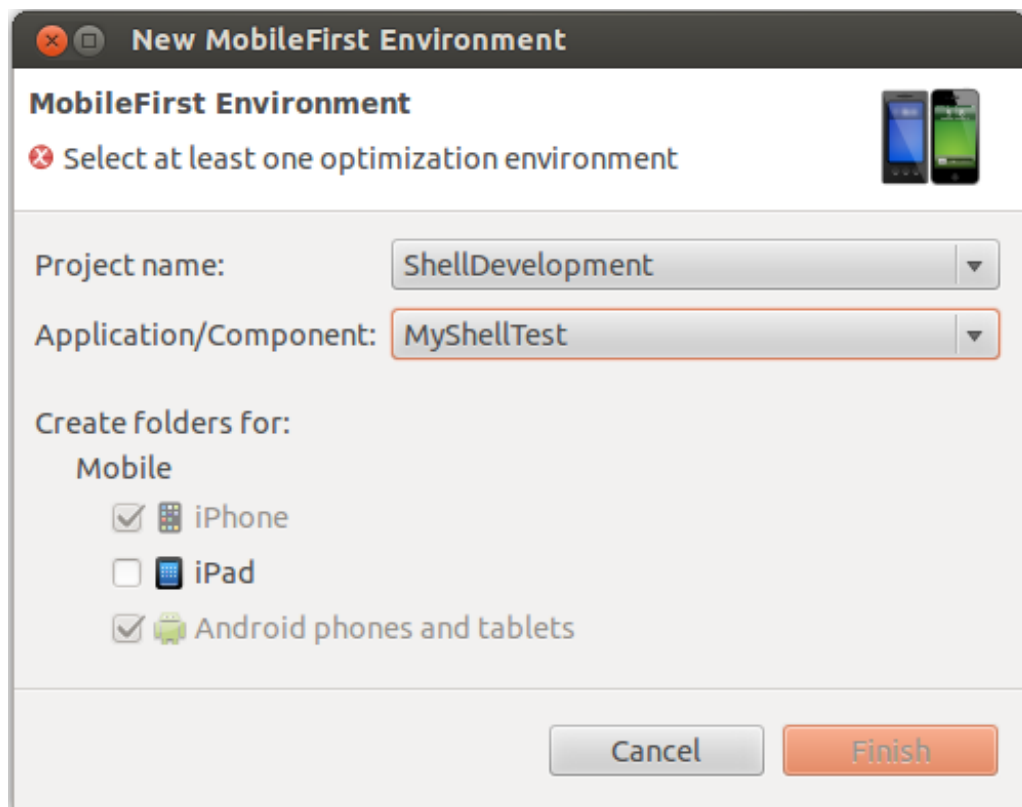 New MobileFirst Environment
MobileFirst Environment
Select at least one optimization environment
Project name: ShellDevelopment
Application/Component: MyShellTest
Create folders for:
Mobile
iPhone
iPad
Android phones and tablets
Cancel Finish